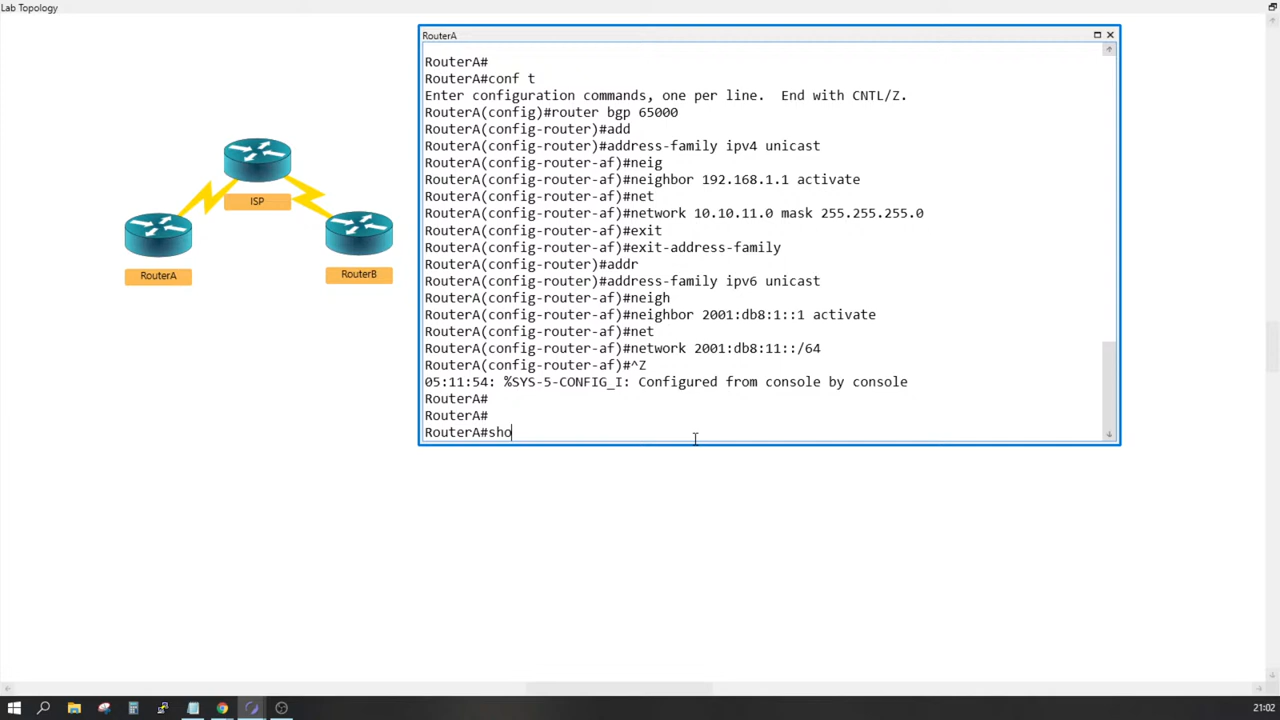 Lab Topology
ISP
RouterA
RouterB
RouterA
RouterA#
RouterA#conf t
Enter configuration commands, one per line.  End with CNTL/Z.
RouterA(config)#router bgp 65000
RouterA(config-router)#add
RouterA(config-router)#address-family ipv4 unicast
RouterA(config-router-af)#neig
RouterA(config-router-af)#neighbor 192.168.1.1 activate
RouterA(config-router-af)#net
RouterA(config-router-af)#network 10.10.11.0 mask 255.255.255.0
RouterA(config-router-af)#exit
RouterA(config-router-af)#exit-address-family
RouterA(config-router)#addr
RouterA(config-router)#address-family ipv6 unicast
RouterA(config-router-af)#neigh
RouterA(config-router-af)#neighbor 2001:db8:1::1 activate
RouterA(config-router-af)#net
RouterA(config-router-af)#network 2001:db8:11::/64
RouterA(config-router-af)#^Z
05:11:54: %SYS-5-CONFIG_I: Configured from console by console
RouterA#
RouterA#
RouterA#sho
21:02